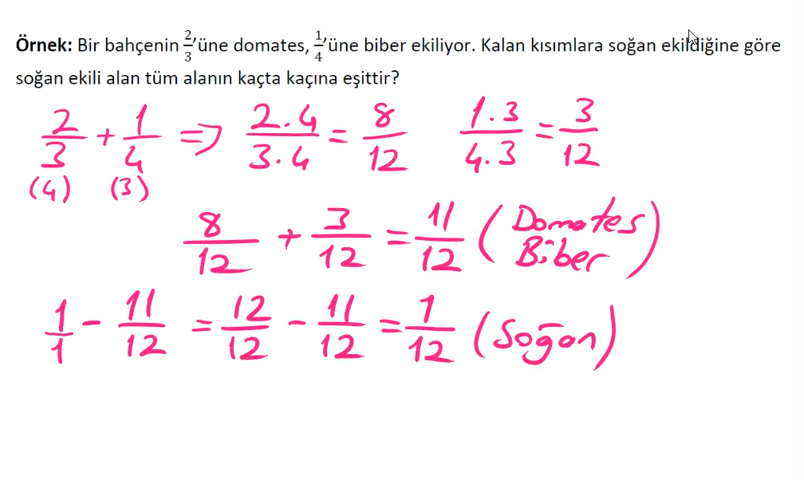 Örnek: Bir bahçenin 2/3'üne domates, 1/4'üne biber ekiliyor. Kalan kısımlara soğan ekildiğine göre
soğan ekili alan tüm alanın kaçta kaçına eşittir?
2/3 + 1/4 => 2.4/3.4 = 8/12 1.3/4.3 = 3/12
(4) (3)
8/12 + 3/12 = 11/12 (Domates Biber)
1/1 - 11/12 = 12/12 - 11/12 = 1/12 (Soğan)